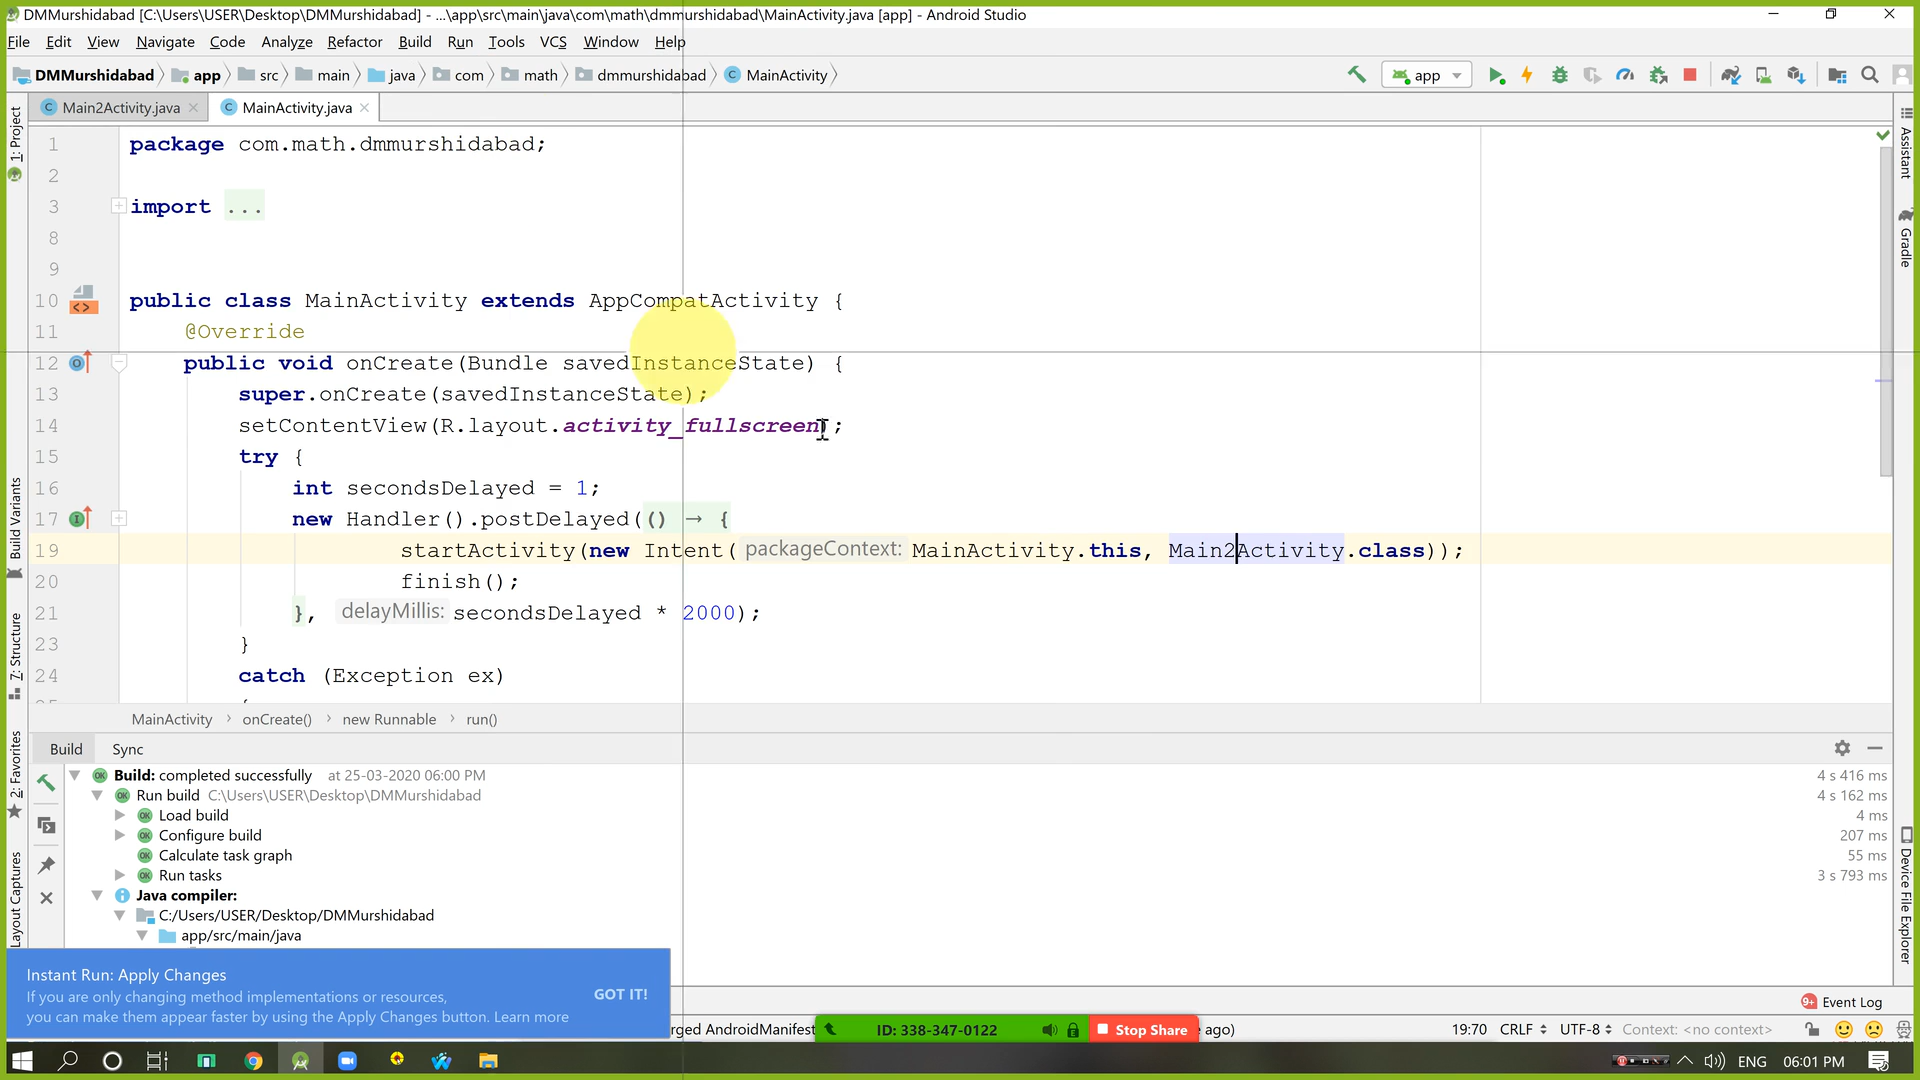 DMMurshidabad [C:\Users\USER\Desktop\DMMurshidabad] - ...\app\src\main\java\com\math\dmmurshidabad\MainActivity.java [app] - Android Studio
File Edit View Navigate Code Analyze Refactor Build Run Tools VCS Window Help
DMMurshidabad app src main java com math dmmurshidabad MainActivity app
Main2Activity.java MainActivity.java
1 package com.math.dmmurshidabad;
2
3 import ...
8
9
10 public class MainActivity extends AppCompatActivity {
11 @Override
12 public void onCreate(Bundle savedInstanceState) {
13 super.onCreate(savedInstanceState);
14 setContentView(R.layout.activity_fullscreen);
15 try {
16 int secondsDelayed = 1;
17 new Handler().postDelayed(() → {
19 startActivity(new Intent( packageContext: MainActivity.this, Main2Activity.class));
20 finish();
21 }, delayMillis: secondsDelayed * 2000);
23 }
24 catch (Exception ex)
MainActivity › onCreate() › new Runnable › run()
Build Sync
Build: completed successfully at 25-03-2020 06:00 PM 4 s 416 ms
Run build C:\Users\USER\Desktop\DMMurshidabad 4 s 162 ms
Load build 4 ms
Configure build 207 ms
Calculate task graph 55 ms
Run tasks 3 s 793 ms
Java compiler:
C:/Users/USER/Desktop/DMMurshidabad
app/src/main/java
Instant Run: Apply Changes
If you are only changing method implementations or resources,
you can make them appear faster by using the Apply Changes button. Learn more
GOT IT!
1: Project
Build Variants
7: Structure
2: Favorites
Layout Captures
Assistant
Gradle
Device File Explorer
9+ Event Log
rged AndroidManifest ID: 338-347-0122 Stop Share ago) 19:70 CRLF UTF-8 Context: <no context>
ENG 06:01 PM